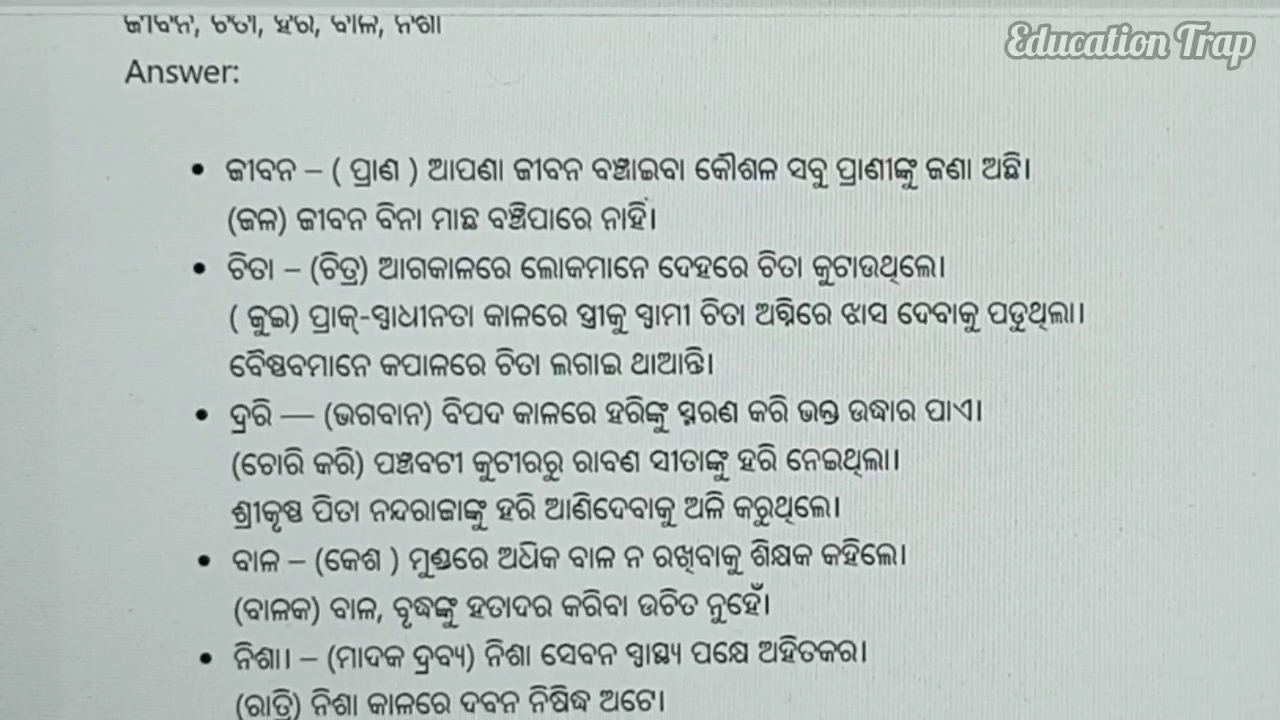 ଜୀବନ, ଚିତା, ହରି, ବାଳ, ନିଶା
Education Trap
Answer:
• ଜୀବନ – ( ପ୍ରାଣ ) ଆପଣା ଜୀବନ ବଞ୍ଚାଇବା କୌଶଳ ସବୁ ପ୍ରାଣୀଙ୍କୁ ଜଣା ଅଛି।
(ଜଳ) ଜୀବନ ବିନା ମାଛ ବଞ୍ଚିପାରେ ନାହିଁ।
• ଚିତା – (ଚିତ୍ର) ଆଗକାଳରେ ଲୋକମାନେ ଦେହରେ ଚିତା କୁଟାଉଥିଲେ।
( ଜୁଇ) ପ୍ରାକ୍-ସ୍ୱାଧୀନତା କାଳରେ ସ୍ତ୍ରୀକୁ ସ୍ୱାମୀ ଚିତା ଅଗ୍ନିରେ ଝାସ ଦେବାକୁ ପଡୁଥିଲା।
ବୈଷ୍ଣବମାନେ କପାଳରେ ଚିତା ଲଗାଇ ଥାଆନ୍ତି।
• ଦ୍ରରି — (ଭଗବାନ) ବିପଦ କାଳରେ ହରିଙ୍କୁ ସ୍ମରଣ କରି ଭକ୍ତ ଉଦ୍ଧାର ପାଏ।
(ଚୋରି କରି) ପଞ୍ଚବଟୀ କୁଟୀରରୁ ରାବଣ ସୀତାଙ୍କୁ ହରି ନେଇଥିଲା।
ଶ୍ରୀକୃଷ୍ଣ ପିତା ନନ୍ଦରାଜାଙ୍କୁ ହରି ଆଣିଦେବାକୁ ଅଳି କରୁଥିଲେ।
• ବାଳ – (କେଶ ) ମୁଣ୍ଡରେ ଅଧିକ ବାଳ ନ ରଖିବାକୁ ଶିକ୍ଷକ କହିଲେ।
(ବାଳକ) ବାଳ, ବୃଦ୍ଧଙ୍କୁ ହତାଦର କରିବା ଉଚିତ ନୁହେଁ।
• ନିଶା। – (ମାଦକ ଦ୍ରବ୍ୟ) ନିଶା ସେବନ ସ୍ୱାସ୍ଥ୍ୟ ପକ୍ଷେ ଅହିତକର।
(ରାତ୍ରି) ନିଶା କାଳରେ ଦବନ ନିଷିଦ୍ଧ ଅଟେ।